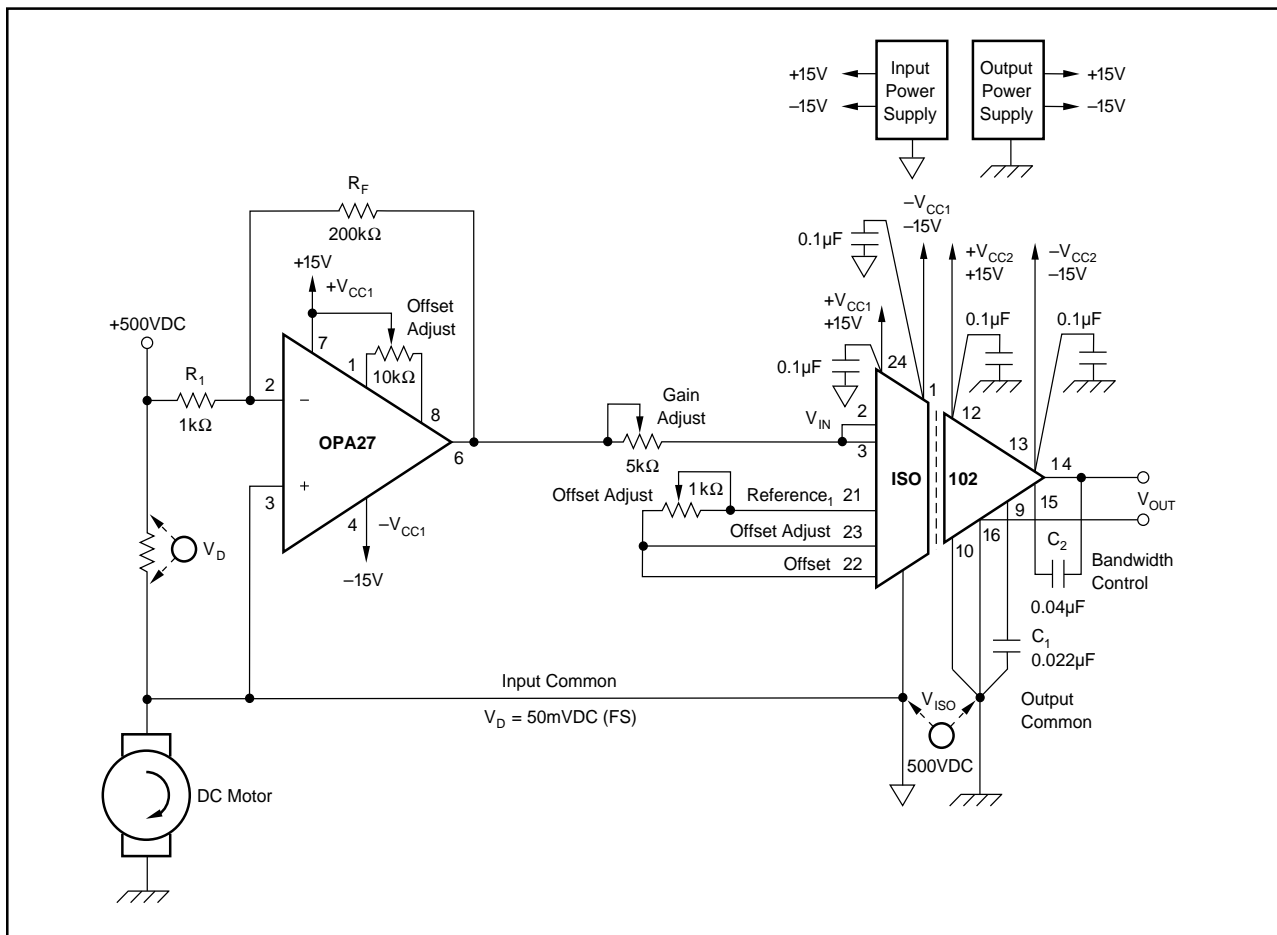 Input
Power
Supply
+15V
–15V
Output
Power
Supply
+15V
–15V
R_F
200kΩ
+15V
+V_CC1
Offset
Adjust
10kΩ
7
1
8
+500VDC
R_1
1kΩ
2
–
OPA27
6
+
3
4
–V_CC1
–15V
V_D
Gain
Adjust
5kΩ
Offset Adjust
1kΩ
Reference_1
21
Offset Adjust
23
Offset
22
V_IN
2
3
0.1µF
–V_CC1
–15V
+V_CC1
+15V
0.1µF
24
1
+V_CC2
+15V
0.1µF
–V_CC2
–15V
0.1µF
12
13
ISO
102
14
15
9
16
10
V_OUT
C_2
0.04µF
Bandwidth
Control
C_1
0.022µF
Input Common
V_D = 50mVDC (FS)
V_ISO
500VDC
Output
Common
DC Motor